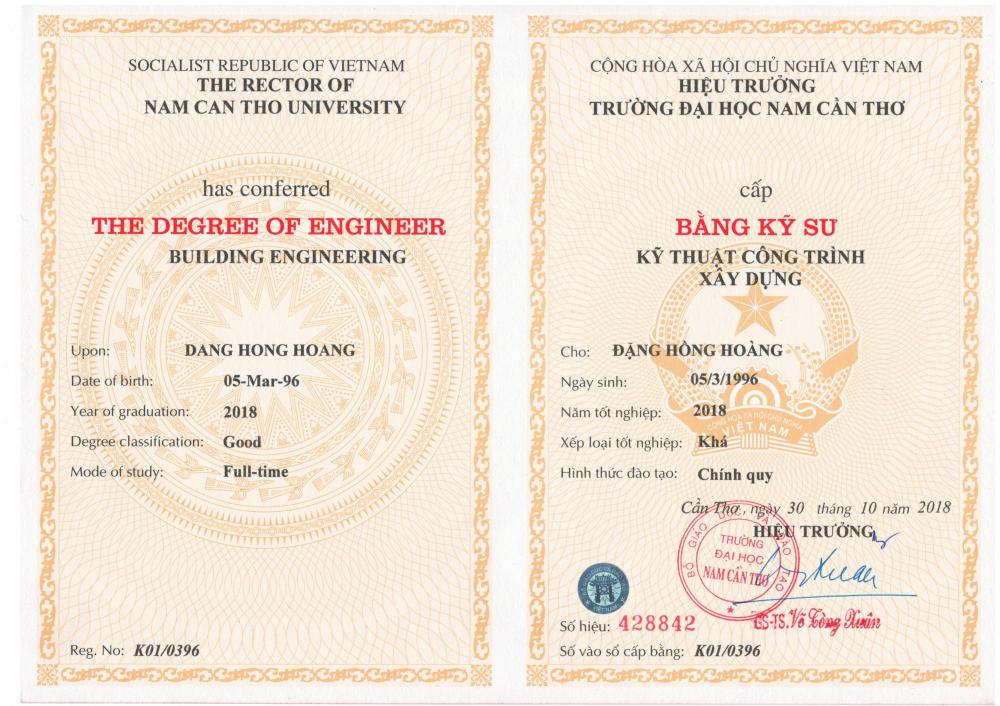 SOCIALIST REPUBLIC OF VIETNAM
THE RECTOR OF
NAM CAN THO UNIVERSITY
has conferred
THE DEGREE OF ENGINEER
BUILDING ENGINEERING
Upon: DANG HONG HOANG
Date of birth: 05-Mar-96
Year of graduation: 2018
Degree classification: Good
Mode of study: Full-time
Reg. No: K01/0396
CỘNG HÒA XÃ HỘI CHỦ NGHĨA VIỆT NAM
HIỆU TRƯỞNG
TRƯỜNG ĐẠI HỌC NAM CẦN THƠ
cấp
BẰNG KỸ SƯ
KỸ THUẬT CÔNG TRÌNH
XÂY DỰNG
Cho: ĐẶNG HỒNG HOÀNG
Ngày sinh: 05/3/1996
Năm tốt nghiệp: 2018
CỘNG HÒA XÃ HỘI CHỦ NGHĨA
VIỆT NAM
Xếp loại tốt nghiệp: Khá
Hình thức đào tạo: Chính quy
Cần Thơ, ngày 30 tháng 10 năm 2018
HIỆU TRƯỞNG
BỘ GIÁO DỤC VÀ ĐÀO TẠO
TRƯỜNG
ĐẠI HỌC
NAM CẦN THƠ
Số hiệu: 428842
GS-TS. Võ Tòng Xuân
Số vào sổ cấp bằng: K01/0396